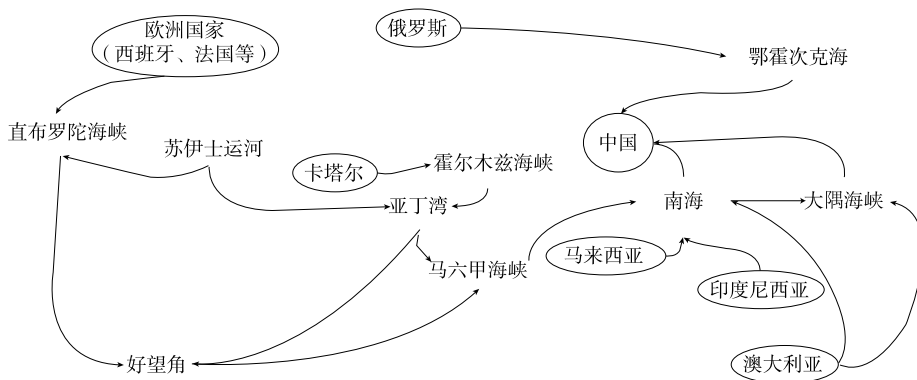 欧洲国家
（西班牙、法国等）
俄罗斯
鄂霍次克海
直布罗陀海峡
苏伊士运河
中国
卡塔尔
霍尔木兹海峡
亚丁湾
南海
大隅海峡
马六甲海峡
马来西亚
印度尼西亚
好望角
澳大利亚